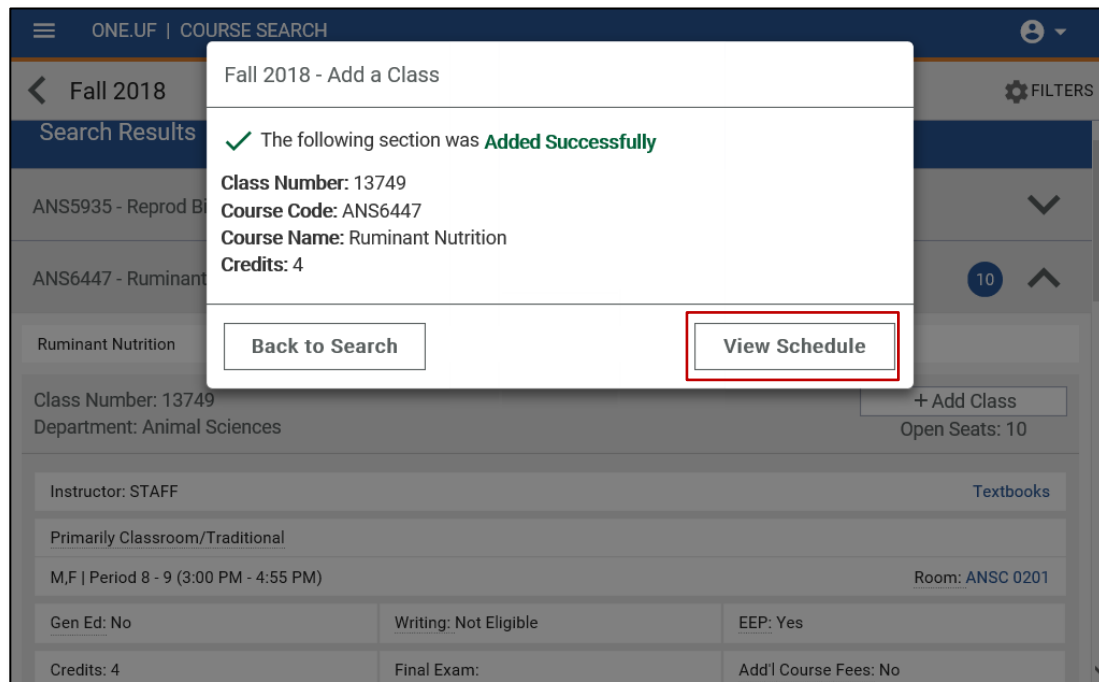 ONE.UF | COURSE SEARCH
Fall 2018 - Add a Class
Fall 2018
FILTERS
Search Results
The following section was Added Successfully
Class Number: 13749
ANS5935 - Reprod Bi
Course Code: ANS6447
Course Name: Ruminant Nutrition
Credits: 4
ANS6447 - Ruminant
10
Ruminant Nutrition
Back to Search
View Schedule
Class Number: 13749
+ Add Class
Department: Animal Sciences
Open Seats: 10
Instructor: STAFF
Textbooks
Primarily Classroom/Traditional
M,F | Period 8 - 9 (3:00 PM - 4:55 PM)
Room: ANSC 0201
Gen Ed: No
Writing: Not Eligible
EEP: Yes
Credits: 4
Final Exam:
Add'l Course Fees: No